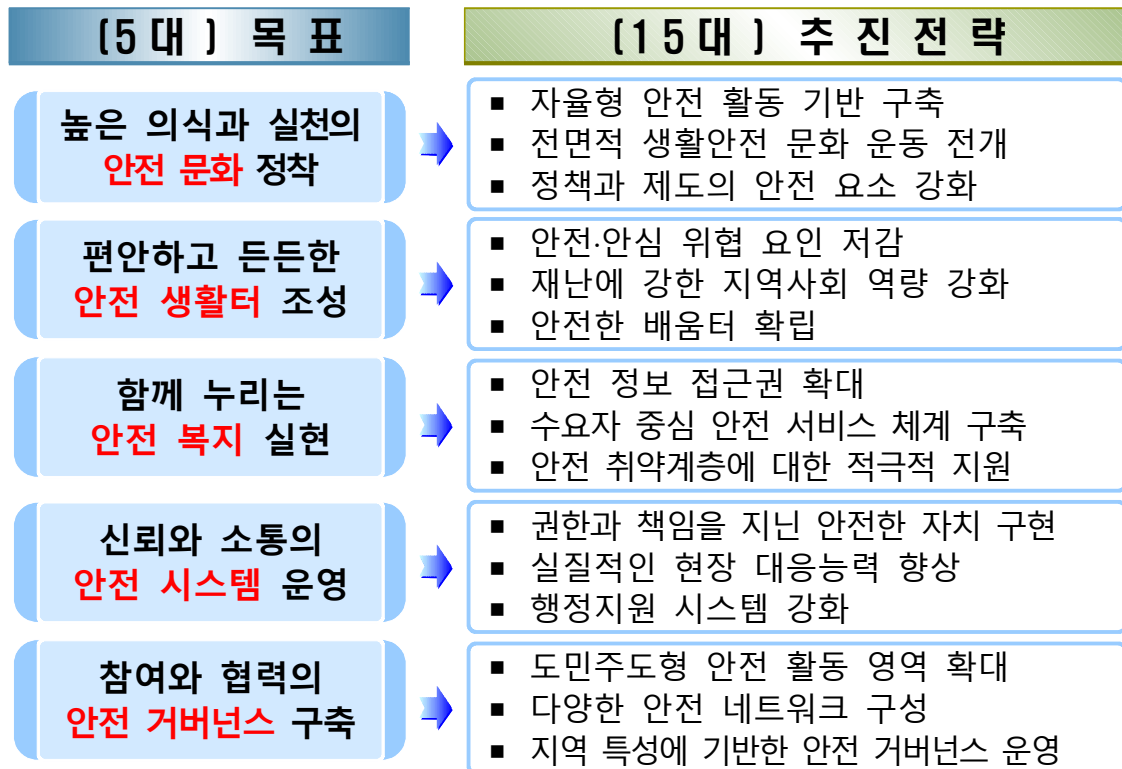 (5대) 목표
(15대) 추진전략
높은 의식과 실천의
안전 문화 정착
■ 자율형 안전 활동 기반 구축
■ 전면적 생활안전 문화 운동 전개
■ 정책과 제도의 안전 요소 강화
편안하고 든든한
안전 생활터 조성
■ 안전·안심 위협 요인 저감
■ 재난에 강한 지역사회 역량 강화
■ 안전한 배움터 확립
함께 누리는
안전 복지 실현
■ 안전 정보 접근권 확대
■ 수요자 중심 안전 서비스 체계 구축
■ 안전 취약계층에 대한 적극적 지원
신뢰와 소통의
안전 시스템 운영
■ 권한과 책임을 지닌 안전한 자치 구현
■ 실질적인 현장 대응능력 향상
■ 행정지원 시스템 강화
참여와 협력의
안전 거버넌스 구축
■ 도민주도형 안전 활동 영역 확대
■ 다양한 안전 네트워크 구성
■ 지역 특성에 기반한 안전 거버넌스 운영